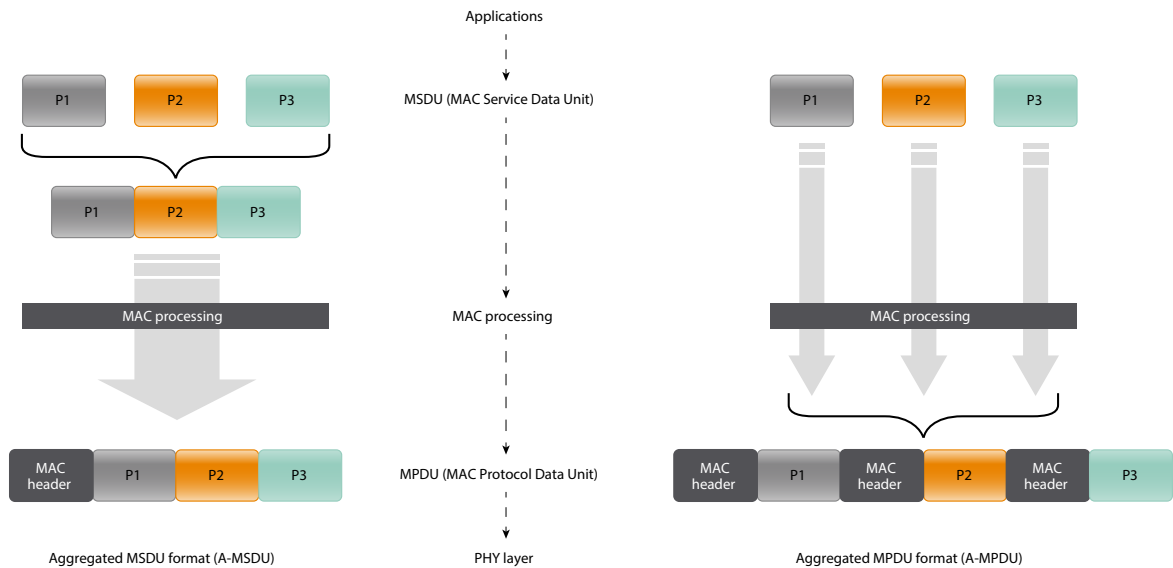 Applications
P1 P2 P3
MSDU (MAC Service Data Unit)
P1 P2 P3
P1 P2 P3
MAC processing
MAC processing
MAC processing
MAC
header
P1 P2 P3
MPDU (MAC Protocol Data Unit)
MAC
header
P1
MAC
header
P2
MAC
header
P3
Aggregated MSDU format (A-MSDU)
PHY layer
Aggregated MPDU format (A-MPDU)